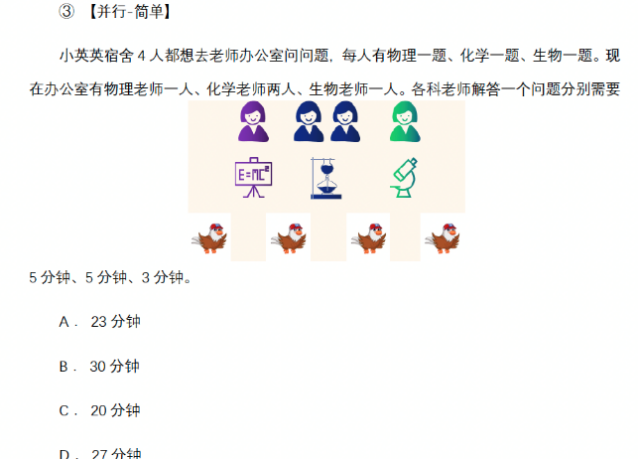 ③ 【并行-简单】
小英英宿舍 4 人都想去老师办公室问问题，每人有物理一题、化学一题、生物一题。现
在办公室有物理老师一人、化学老师两人、生物老师一人。各科老师解答一个问题分别需要
E=MC²
5 分钟、5 分钟、3 分钟。
A． 23 分钟
B． 30 分钟
C． 20 分钟
D． 27 分钟